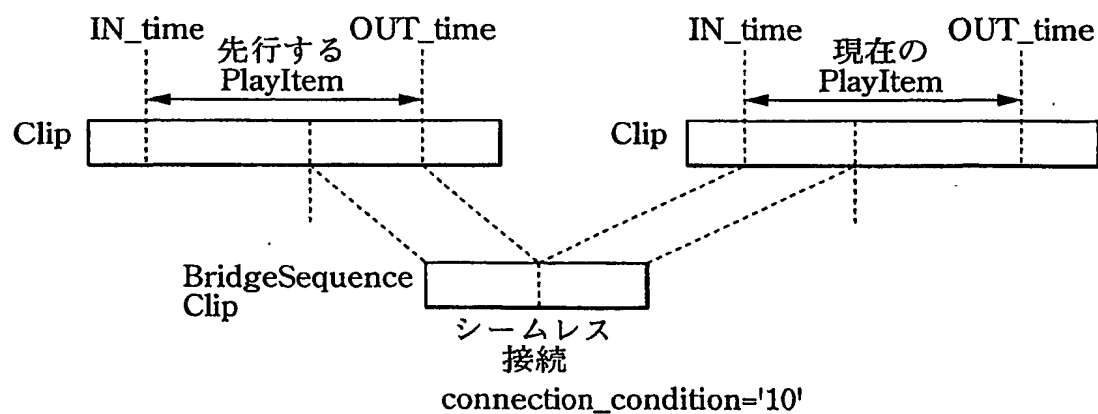 IN_time
先行する
PlayItem
OUT_time
Clip
IN_time
現在の
PlayItem
OUT_time
Clip
BridgeSequence
Clip
シームレス
接続
connection_condition='10'